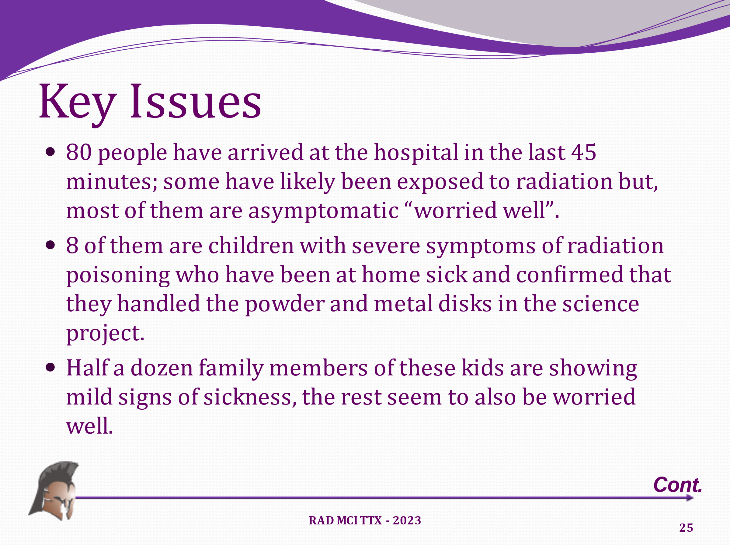 Key Issues
• 80 people have arrived at the hospital in the last 45
minutes; some have likely been exposed to radiation but,
most of them are asymptomatic “worried well”.
• 8 of them are children with severe symptoms of radiation
poisoning who have been at home sick and confirmed that
they handled the powder and metal disks in the science
project.
• Half a dozen family members of these kids are showing
mild signs of sickness, the rest seem to also be worried
well.
Cont.
RAD MCI TTX - 2023
25